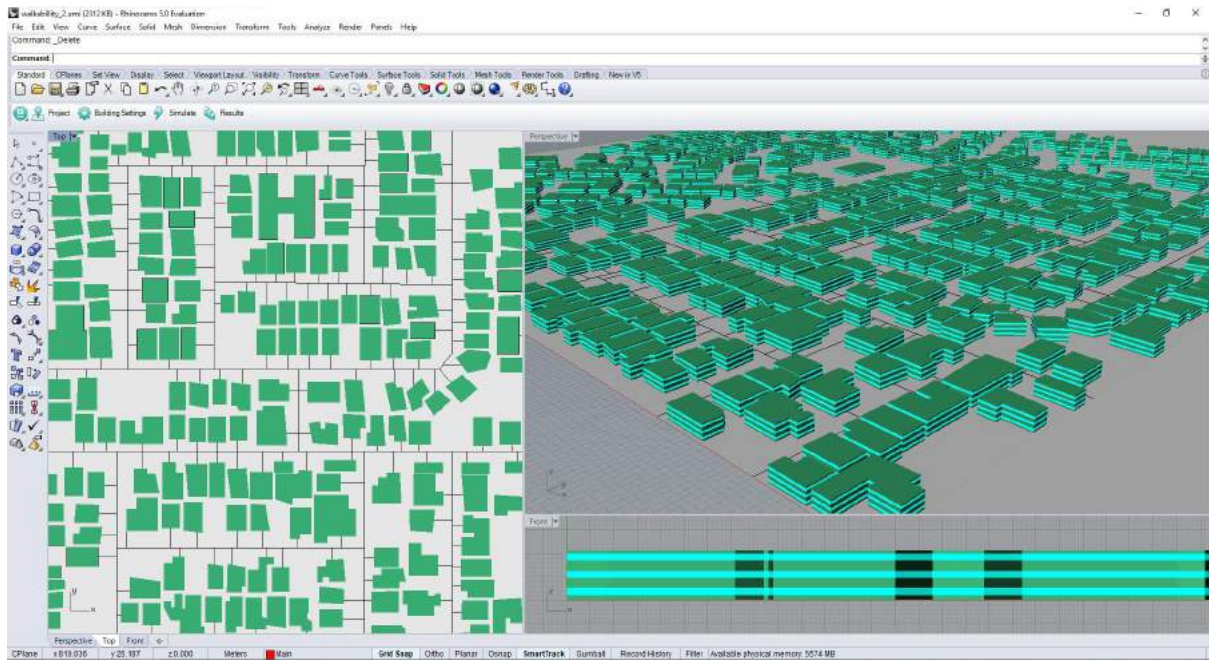 walkability_2.umi (2312 KB) - Rhinoceros 5.0 Evaluation
File Edit View Curve Surface Solid Mesh Dimension Transform Tools Analyze Render Panels Help
Command: _Delete
Command:
Standard CPlanes Set View Display Select Viewport Layout Visibility Transform Curve Tools Surface Tools Solid Tools Mesh Tools Render Tools Drafting New in V5
Project Building Settings Simulate Results
Top
Perspective
Front
y
x
z
y
x
z
x
Perspective Top Front
CPlane x 819.036 y 25.187 z 0.000 Meters Main Grid Snap Ortho Planar Osnap SmartTrack Gumball Record History Filter Available physical memory: 5574 MB